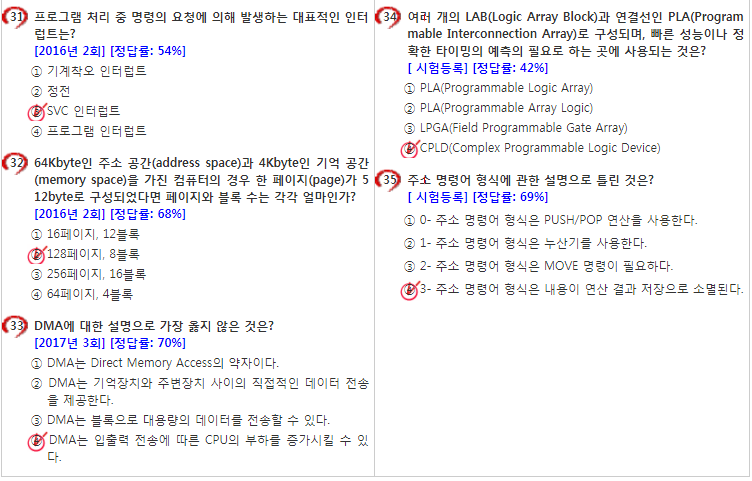 31 프로그램 처리 중 명령의 요청에 의해 발생하는 대표적인 인터
럽트는?
[2016년 2회] [정답률: 54%]
① 기계착오 인터럽트
② 정전
③ SVC 인터럽트
④ 프로그램 인터럽트
32 64Kbyte인 주소 공간(address space)과 4Kbyte인 기억 공간
(memory space)을 가진 컴퓨터의 경우 한 페이지(page)가 5
12byte로 구성되었다면 페이지와 블록 수는 각각 얼마인가?
[2016년 2회] [정답률: 68%]
① 16페이지, 12블록
② 128페이지, 8블록
③ 256페이지, 16블록
④ 64페이지, 4블록
33 DMA에 대한 설명으로 가장 옳지 않은 것은?
[2017년 3회] [정답률: 70%]
① DMA는 Direct Memory Access의 약자이다.
② DMA는 기억장치와 주변장치 사이의 직접적인 데이터 전송
을 제공한다.
③ DMA는 블록으로 대용량의 데이터를 전송할 수 있다.
④ DMA는 입출력 전송에 따른 CPU의 부하를 증가시킬 수 있
다.
34 여러 개의 LAB(Logic Array Block)과 연결선인 PLA(Program
mable Interconnection Array)로 구성되며, 빠른 성능이나 정
확한 타이밍의 예측의 필요로 하는 곳에 사용되는 것은?
[ 시험등록] [정답률: 42%]
① PLA(Programmable Logic Array)
② PLA(Programmable Array Logic)
③ LPGA(Field Programmable Gate Array)
④ CPLD(Complex Programmable Logic Device)
35 주소 명령어 형식에 관한 설명으로 틀린 것은?
[ 시험등록] [정답률: 69%]
① 0- 주소 명령어 형식은 PUSH/POP 연산을 사용한다.
② 1- 주소 명령어 형식은 누산기를 사용한다.
③ 2- 주소 명령어 형식은 MOVE 명령이 필요하다.
④ 3- 주소 명령어 형식은 내용이 연산 결과 저장으로 소멸된다.